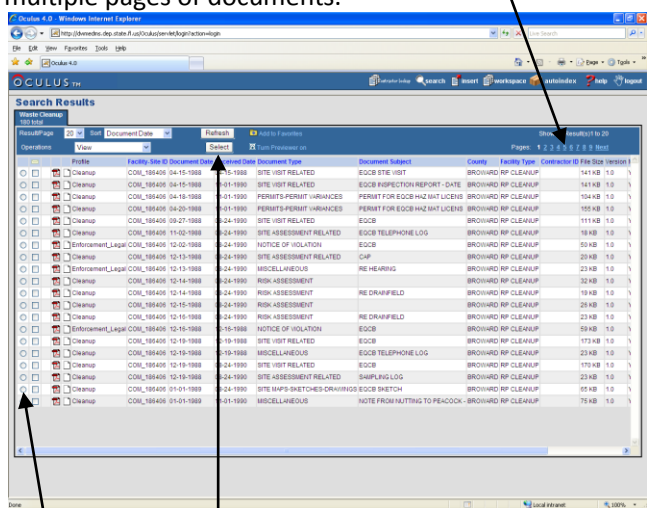 multiple pages of documents.
Oculus 4.0 - Windows Internet Explorer
http://dwmedms.dep.state.fl.us/Oculus/servlet/login?action=login
Live Search
File Edit View Favorites Tools Help
Oculus 4.0
Page Tools
OCULUS TM
search insert workspace autoindex help logout
Search Results
Waste Cleanup
180 total
Result/Page 20 Sort Document Date Refresh Add to Favorites
Operations View Select Turn Previewer on Pages: 1 2 3 4 5 6 7 8 9 Next
Profile Facility-Site ID Document Date Received Date Document Type Document Subject County Facility Type Contractor ID File Size Version
Cleanup COM_186406 04-15-1988 SITE VISIT RELATED EQCB STIE VISIT BROWARD RP CLEANUP 141 KB 1.0
Cleanup COM_186406 04-15-1988 SITE VISIT RELATED EQCB INSPECTION REPORT - DATE BROWARD RP CLEANUP 141 KB 1.0
Cleanup COM_186406 04-18-1988 PERMITS-PERMIT VARIANCES PERMIT FOR EQCB HAZ MAT LICENS BROWARD RP CLEANUP 104 KB 1.0
Cleanup COM_186406 04-20-1988 PERMITS-PERMIT VARIANCES PERMIT FOR EQCB HAZ MAT LICENS BROWARD RP CLEANUP 155 KB 1.0
Cleanup COM_186406 09-27-1988 SITE VISIT RELATED EQCB BROWARD RP CLEANUP 111 KB 1.0
Cleanup COM_186406 11-02-1988 SITE ASSESSMENT RELATED EQCB TELEPHONE LOG BROWARD RP CLEANUP 18 KB 1.0
Enforcement_Legal COM_186406 12-02-1988 NOTICE OF VIOLATION EQCB BROWARD RP CLEANUP 50 KB 1.0
Cleanup COM_186406 12-13-1988 SITE ASSESSMENT RELATED CAP BROWARD RP CLEANUP 20 KB 1.0
Enforcement_Legal COM_186406 12-13-1988 MISCELLANEOUS RE HEARING BROWARD RP CLEANUP 23 KB 1.0
Cleanup COM_186406 12-14-1988 RISK ASSESSMENT BROWARD RP CLEANUP 32 KB 1.0
Cleanup COM_186406 12-14-1988 RISK ASSESSMENT RE DRAINFIELD BROWARD RP CLEANUP 19 KB 1.0
Cleanup COM_186406 12-15-1988 RISK ASSESSMENT BROWARD RP CLEANUP 26 KB 1.0
Cleanup COM_186406 12-15-1988 RISK ASSESSMENT RE DRAINFIELD BROWARD RP CLEANUP 23 KB 1.0
Enforcement_Legal COM_186406 12-16-1988 NOTICE OF VIOLATION EQCB BROWARD RP CLEANUP 59 KB 1.0
Cleanup COM_186406 12-19-1988 SITE VISIT RELATED EQCB BROWARD RP CLEANUP 173 KB 1.0
Cleanup COM_186406 12-19-1988 MISCELLANEOUS EQCB TELEPHONE LOG BROWARD RP CLEANUP 23 KB 1.0
Cleanup COM_186406 12-19-1988 SITE VISIT RELATED EQCB BROWARD RP CLEANUP 170 KB 1.0
Cleanup COM_186406 12-19-1988 SITE ASSESSMENT RELATED SAMPLING LOG BROWARD RP CLEANUP 23 KB 1.0
Cleanup COM_186406 01-01-1989 SITE MAPS-SKETCHES-DRAWINGS EQCB SKETCH BROWARD RP CLEANUP 65 KB 1.0
Cleanup COM_186406 01-01-1989 MISCELLANEOUS NOTE FROM NUTTING TO PEACOCK - BROWARD RP CLEANUP 75 KB 1.0
Done Local intranet 100%